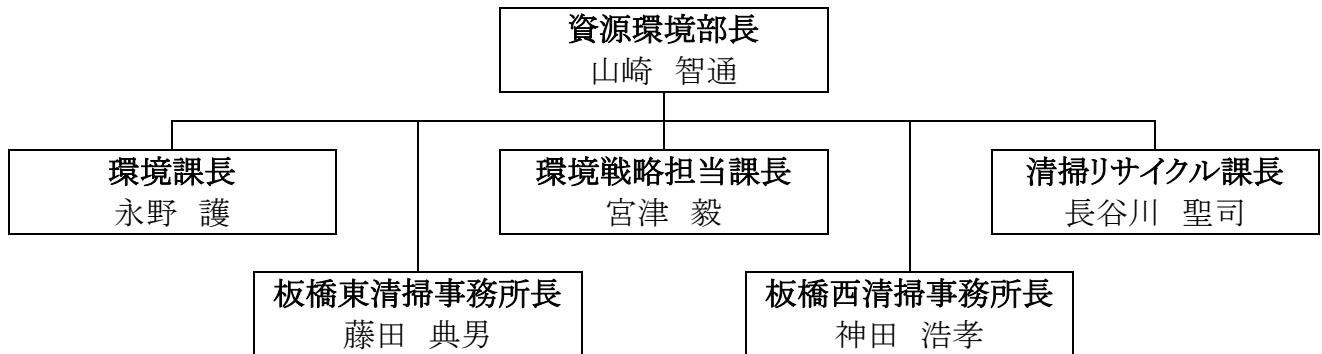 資源環境部長
山崎 智通
環境課長
永野 護
環境戦略担当課長
宮津 毅
清掃リサイクル課長
長谷川 聖司
板橋東清掃事務所長
藤田 典男
板橋西清掃事務所長
神田 浩孝